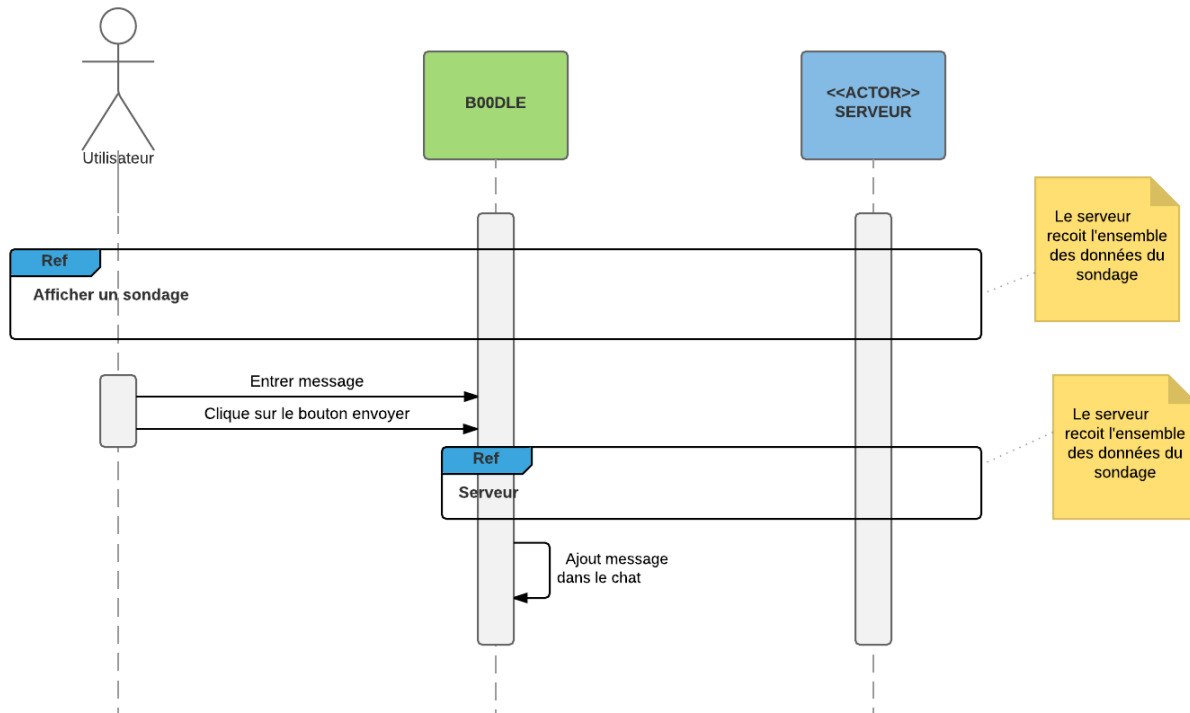 Utilisateur
B00DLE
<<ACTOR>>
SERVEUR
Le serveur
recoit l'ensemble
des données du
sondage
Ref
Afficher un sondage
Entrer message
Clique sur le bouton envoyer
Le serveur
recoit l'ensemble
des données du
sondage
Ref
Serveur
Ajout message
dans le chat